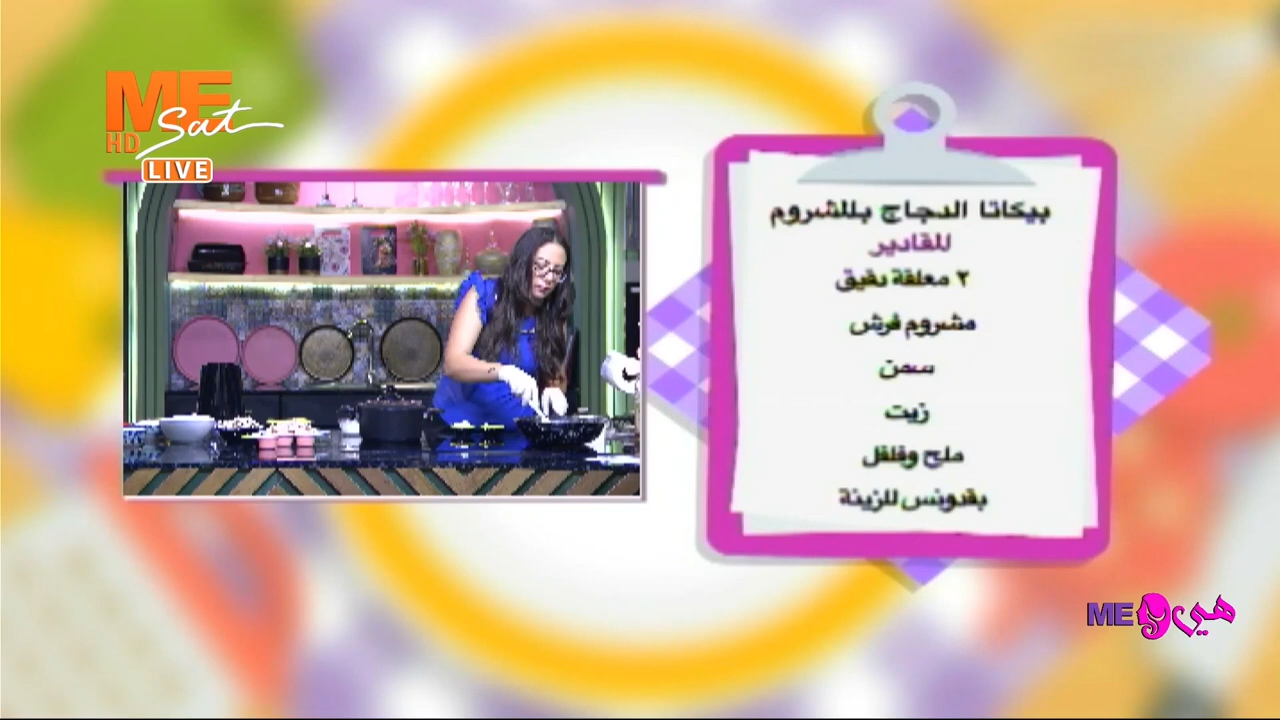 ME
Sat
HD
LIVE
بيكاتا الدجاج بللشروم
للقادير
٢ معلقة دقيق
مشروم فرش
سمن
زيت
ملح وفلفل
بقدونس للزينة
ME هي